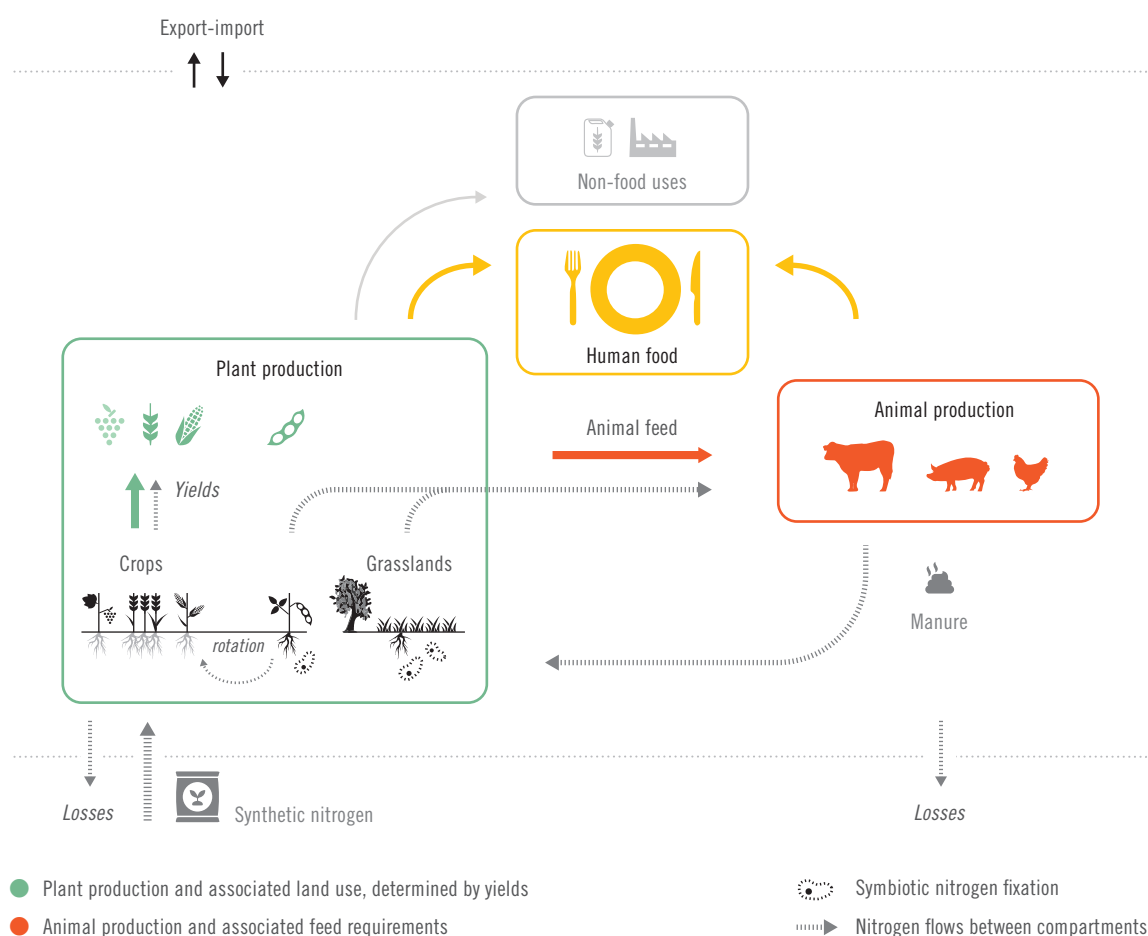 Export-import
Non-food uses
Human food
Plant production
Animal production
Animal feed
Yields
Crops
Grasslands
rotation
Manure
Losses
Synthetic nitrogen
Losses
Plant production and associated land use, determined by yields
Symbiotic nitrogen fixation
Animal production and associated feed requirements
Nitrogen flows between compartments